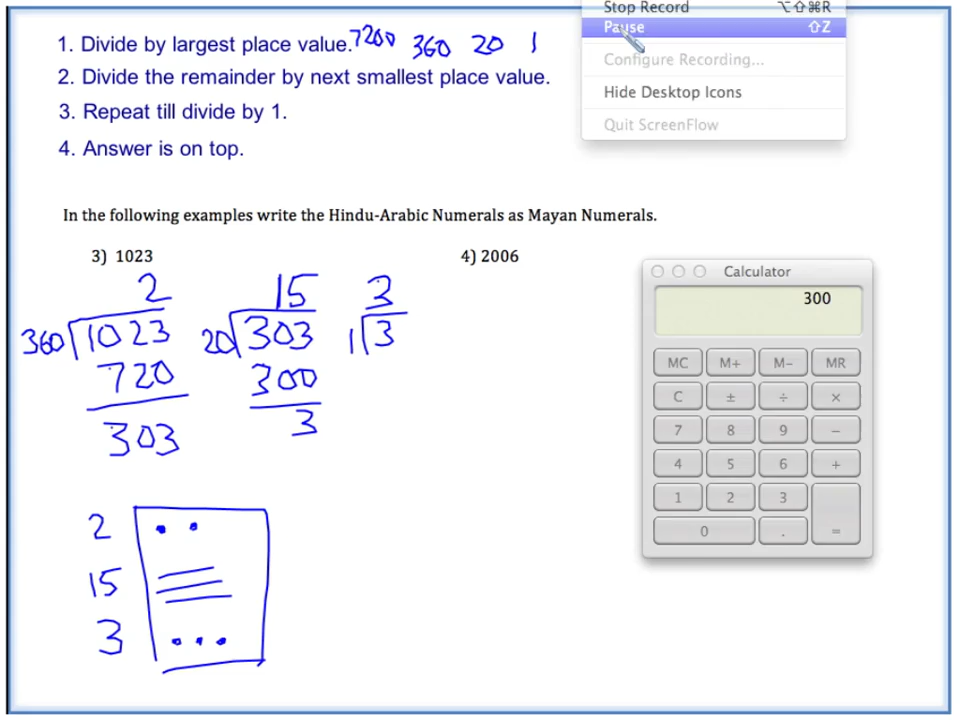 Stop Record ⌥⇧⌘R
Pause ⇧Z
Configure Recording...
Hide Desktop Icons
Quit ScreenFlow
1. Divide by largest place value. 7200 360 20 1
2. Divide the remainder by next smallest place value.
3. Repeat till divide by 1.
4. Answer is on top.
In the following examples write the Hindu-Arabic Numerals as Mayan Numerals.
3) 1023
4) 2006
2
360 1023
720
303
15
20 303
300
3
3
1 3
2
15
3
Calculator
300
MC M+ M- MR
C ± ÷ ×
7 8 9 −
4 5 6 +
1 2 3
0 . =